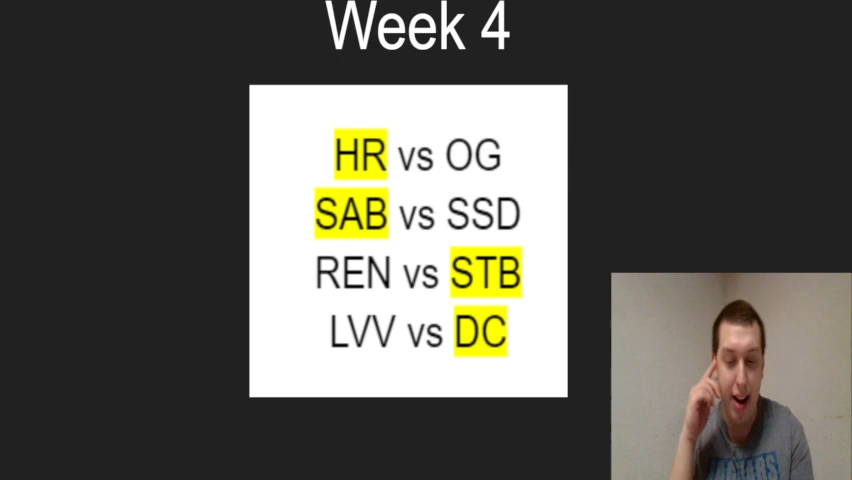 Week 4
HR vs OG
SAB vs SSD
REN vs STB
LVV vs DC